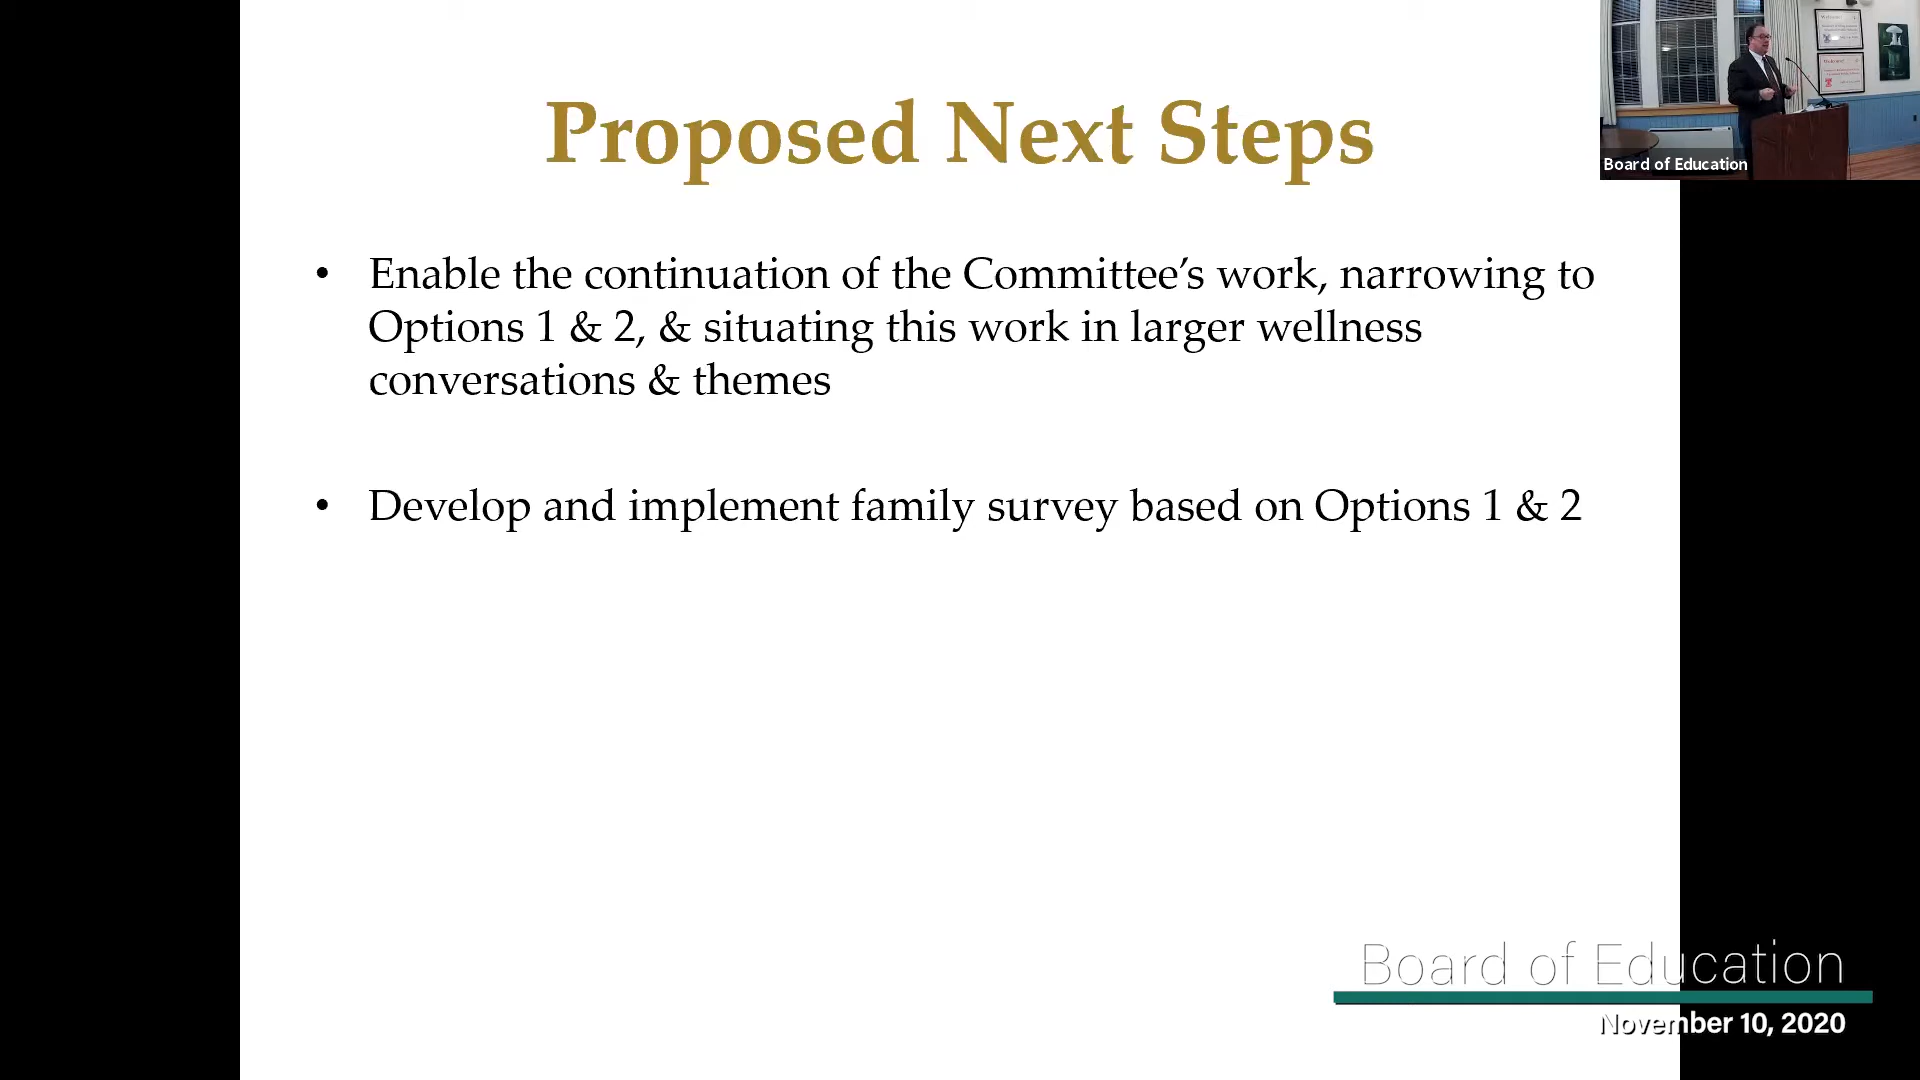 Proposed Next Steps
Board of Education
• Enable the continuation of the Committee’s work, narrowing to
Options 1 & 2, & situating this work in larger wellness
conversations & themes
• Develop and implement family survey based on Options 1 & 2
Board of Education
November 10, 2020